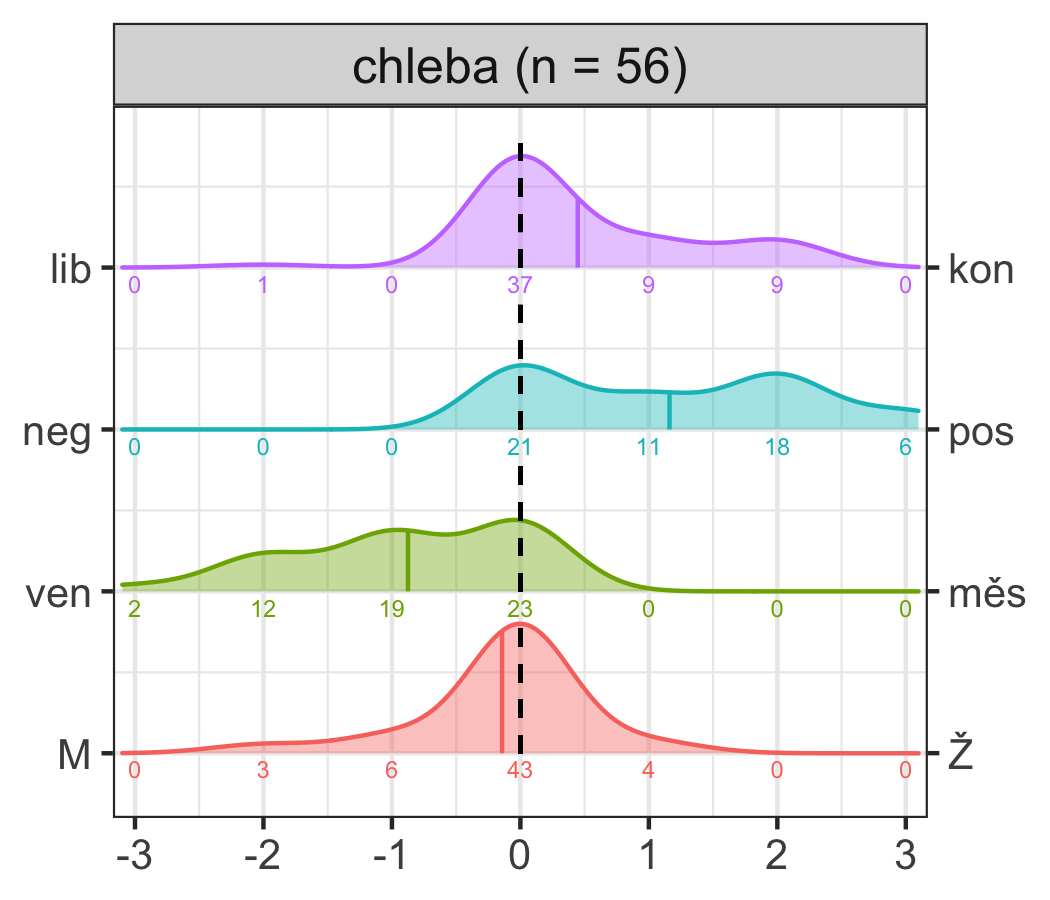 chleba (n = 56)
lib kon
0 1 0 37 9 9 0
neg pos
0 0 0 21 11 18 6
ven měs
2 12 19 23 0 0 0
M Ž
0 3 6 43 4 0 0
-3 -2 -1 0 1 2 3